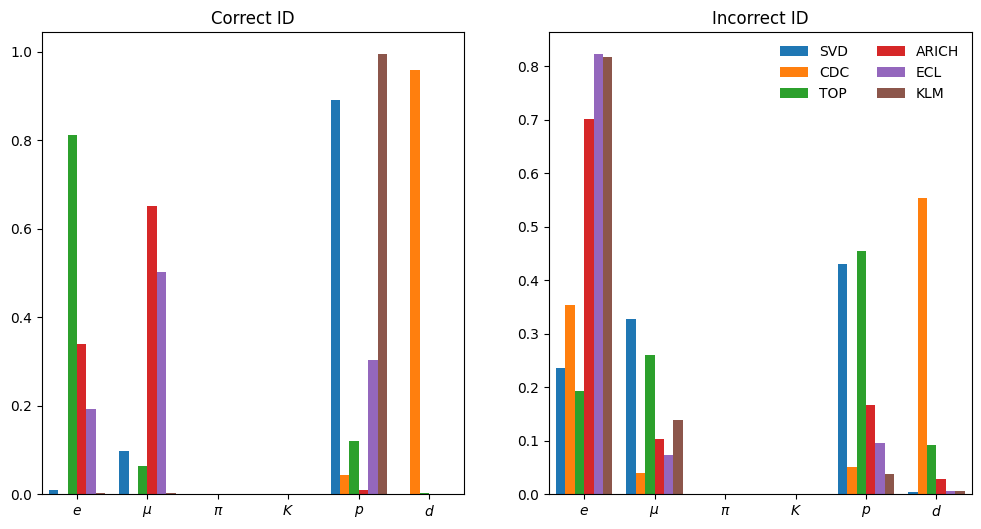 Correct ID
1.0
0.8
0.6
0.4
0.2
0.0
e μ π K p d
Incorrect ID
SVD
CDC
TOP
ARICH
ECL
KLM
0.8
0.7
0.6
0.5
0.4
0.3
0.2
0.1
0.0
e μ π K p d